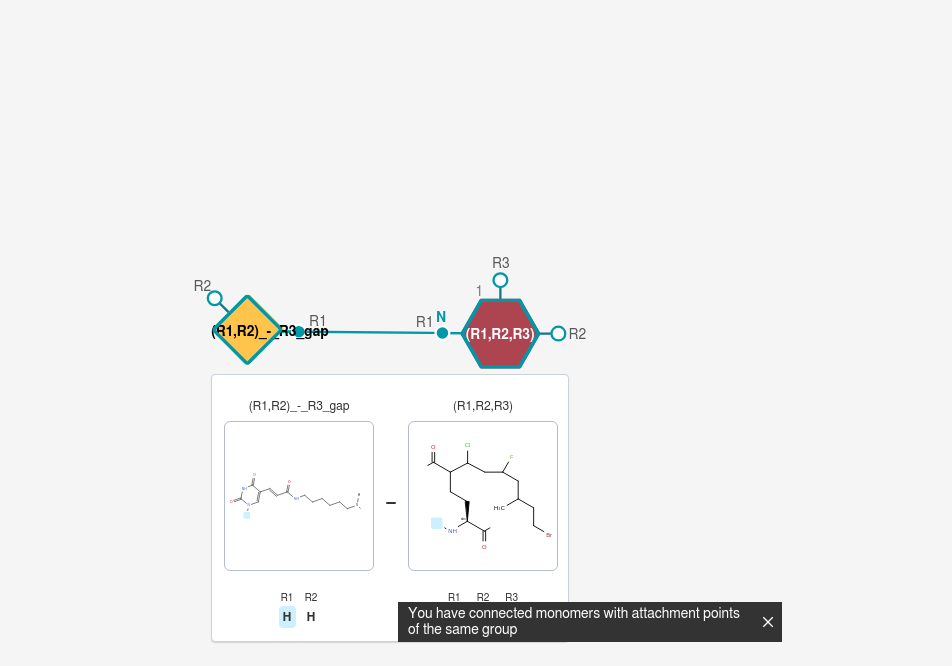 R3
R2
1
R1
R1
N
(R1,R2)_-_R3_gap
(R1,R2,R3)
R2
(R1,R2)_-_R3_gap
(R1,R2,R3)
O
Cl
F
H₃C
NH
O
Br
–
R1
R2
R1
R2
R3
H
H
You have connected monomers with attachment points
of the same group